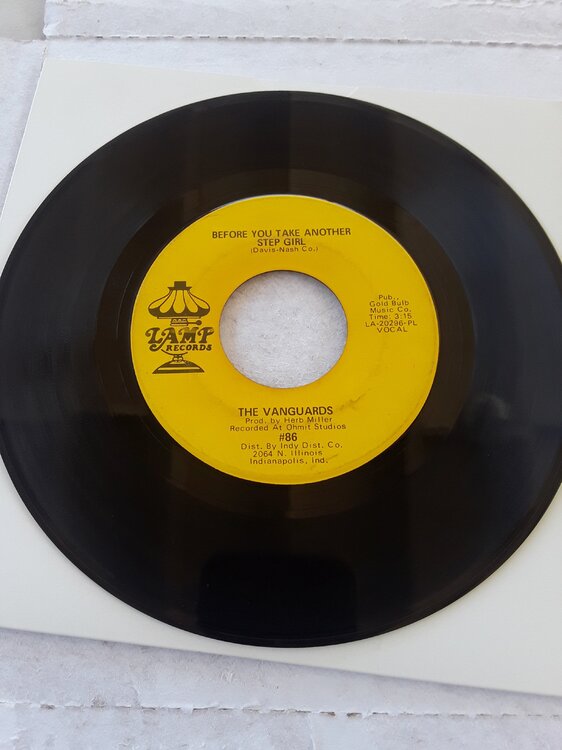 BEFORE YOU TAKE ANOTHER
STEP GIRL
(Davis-Nash Co.)
LAMP
RECORDS
Pub.,
Gold Bulb
Music Co.
Time: 3:15
LA-20296-PL
VOCAL
THE VANGUARDS
Prod. by Herb Miller
Recorded At Ohmit Studios
#86
Dist. By Indy Dist. Co.
2064 N. Illinois
Indianapolis, Ind.